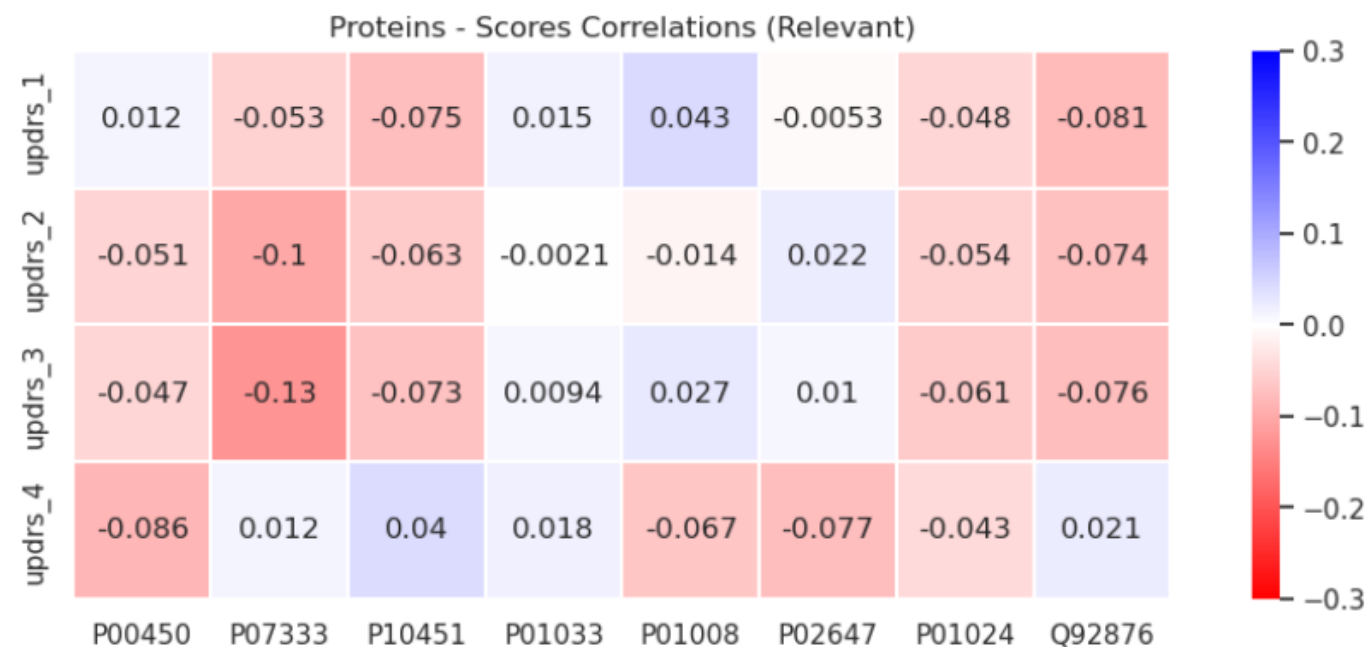 Proteins - Scores Correlations (Relevant)
updrs_1 0.012 -0.053 -0.075 0.015 0.043 -0.0053 -0.048 -0.081
updrs_2 -0.051 -0.1 -0.063 -0.0021 -0.014 0.022 -0.054 -0.074
updrs_3 -0.047 -0.13 -0.073 0.0094 0.027 0.01 -0.061 -0.076
updrs_4 -0.086 0.012 0.04 0.018 -0.067 -0.077 -0.043 0.021
P00450 P07333 P10451 P01033 P01008 P02647 P01024 Q92876
0.3
0.2
0.1
0.0
−0.1
−0.2
−0.3